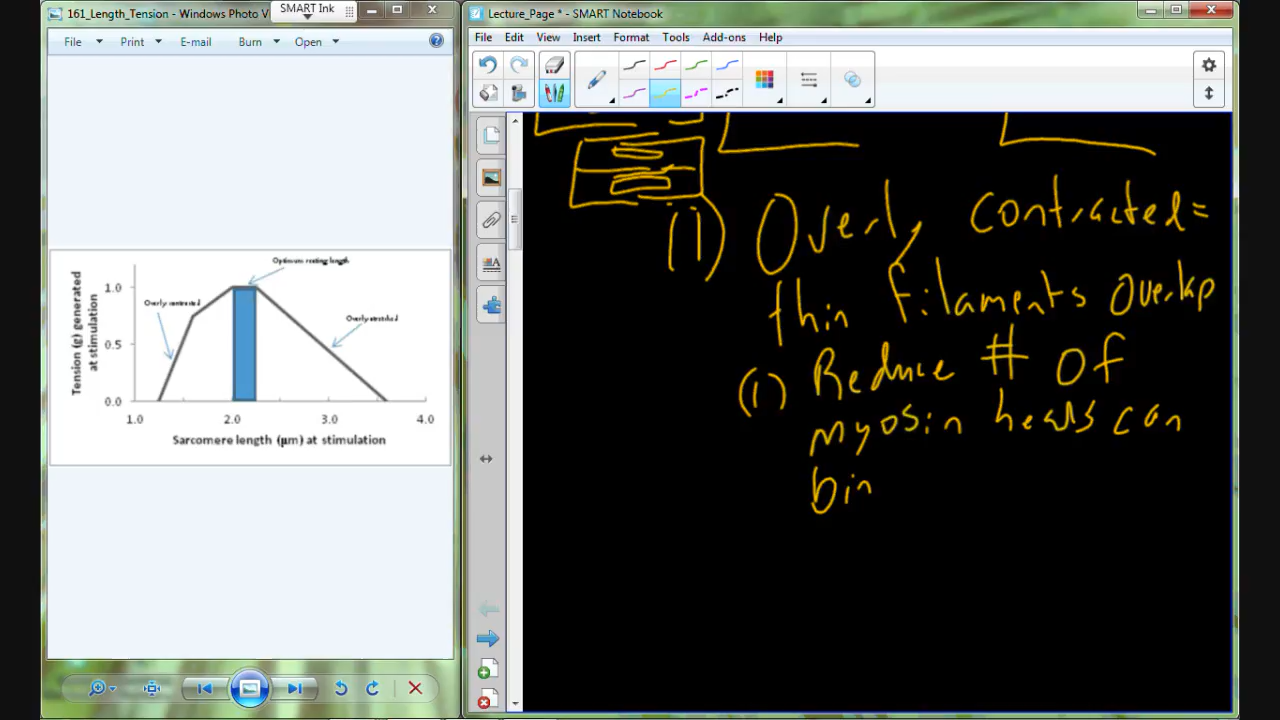 161_Length_Tension - Windows Photo V
SMART Ink
File Print E-mail Burn Open
1.0
0.5
0.0
Tension (g) generated
at stimulation
Optimum resting length
Overly contracted
Overly stretched
1.0 2.0 3.0 4.0
Sarcomere length (µm) at stimulation
Lecture_Page * - SMART Notebook
File Edit View Insert Format Tools Add-ons Help
(1) Overly contracted=
thin filaments overlap
(1) Reduce # of
myosin heads can
bin